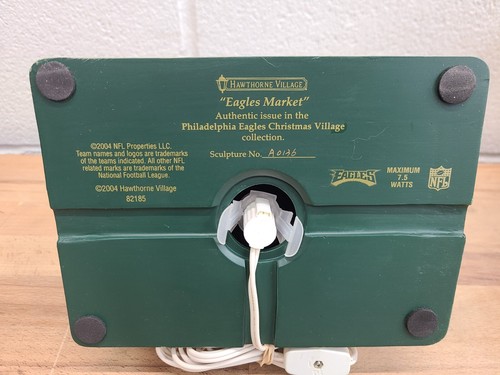 HAWTHORNE VILLAGE
"Eagles Market"
Authentic issue in the
Philadelphia Eagles Christmas Village
collection.
Sculpture No. A0136
©2004 NFL Properties LLC.
Team names and logos are trademarks
of the teams indicated. All other NFL
related marks are trademarks of the
National Football League.
©2004 Hawthorne Village
82185
EAGLES
MAXIMUM
7.5
WATTS
NFL